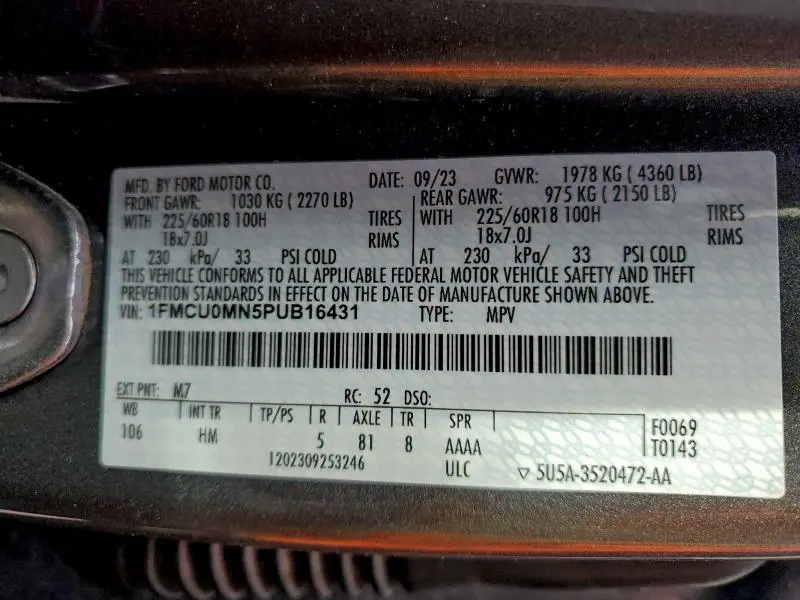 MFD. BY FORD MOTOR CO. DATE: 09/23 GVWR: 1978 KG ( 4360 LB)
FRONT GAWR: 1030 KG ( 2270 LB) REAR GAWR: 975 KG ( 2150 LB)
WITH 225/60R18 100H TIRES WITH 225/60R18 100H TIRES
18x7.0J RIMS 18x7.0J RIMS
AT 230 kPa/ 33 PSI COLD AT 230 kPa/ 33 PSI COLD
THIS VEHICLE CONFORMS TO ALL APPLICABLE FEDERAL MOTOR VEHICLE SAFETY AND THEFT
PREVENTION STANDARDS IN EFFECT ON THE DATE OF MANUFACTURE SHOWN ABOVE.
VIN: 1FMCU0MN5PUB16431 TYPE: MPV
EXT PNT: M7 RC: 52 DSO:
WB INT TR TP/PS R AXLE TR SPR F0069
106 HM 5 81 8 AAAA T0143
1202309253246 ULC ▽ 5U5A-3520472-AA